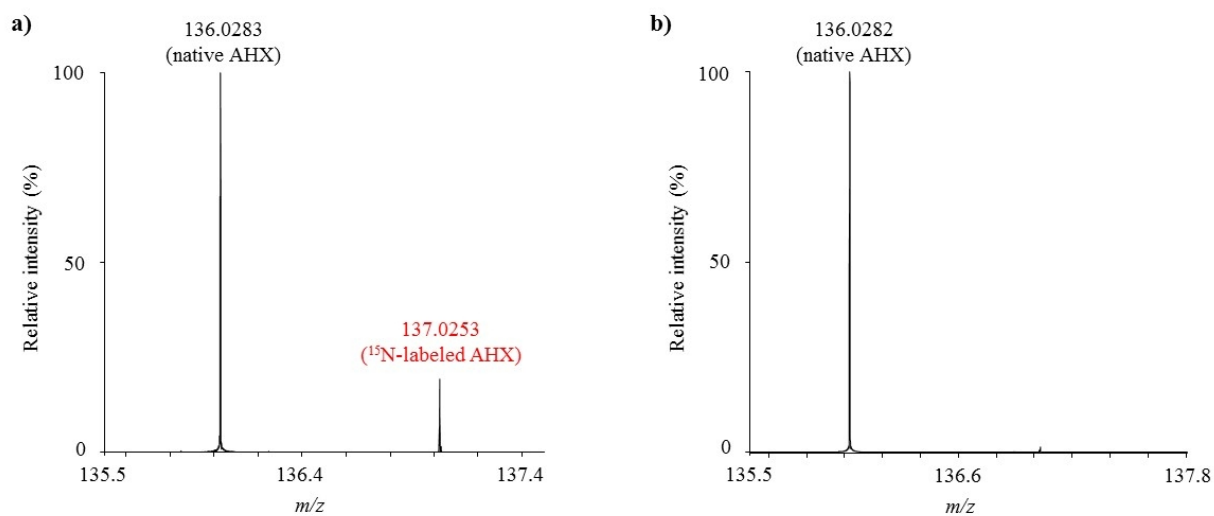 a)
136.0283
(native AHX)
100
50
0
137.0253
(¹⁵N-labeled AHX)
135.5
136.4
137.4
m/z
Relative intensity (%)
b)
136.0282
(native AHX)
100
50
0
135.5
136.6
137.8
m/z
Relative intensity (%)